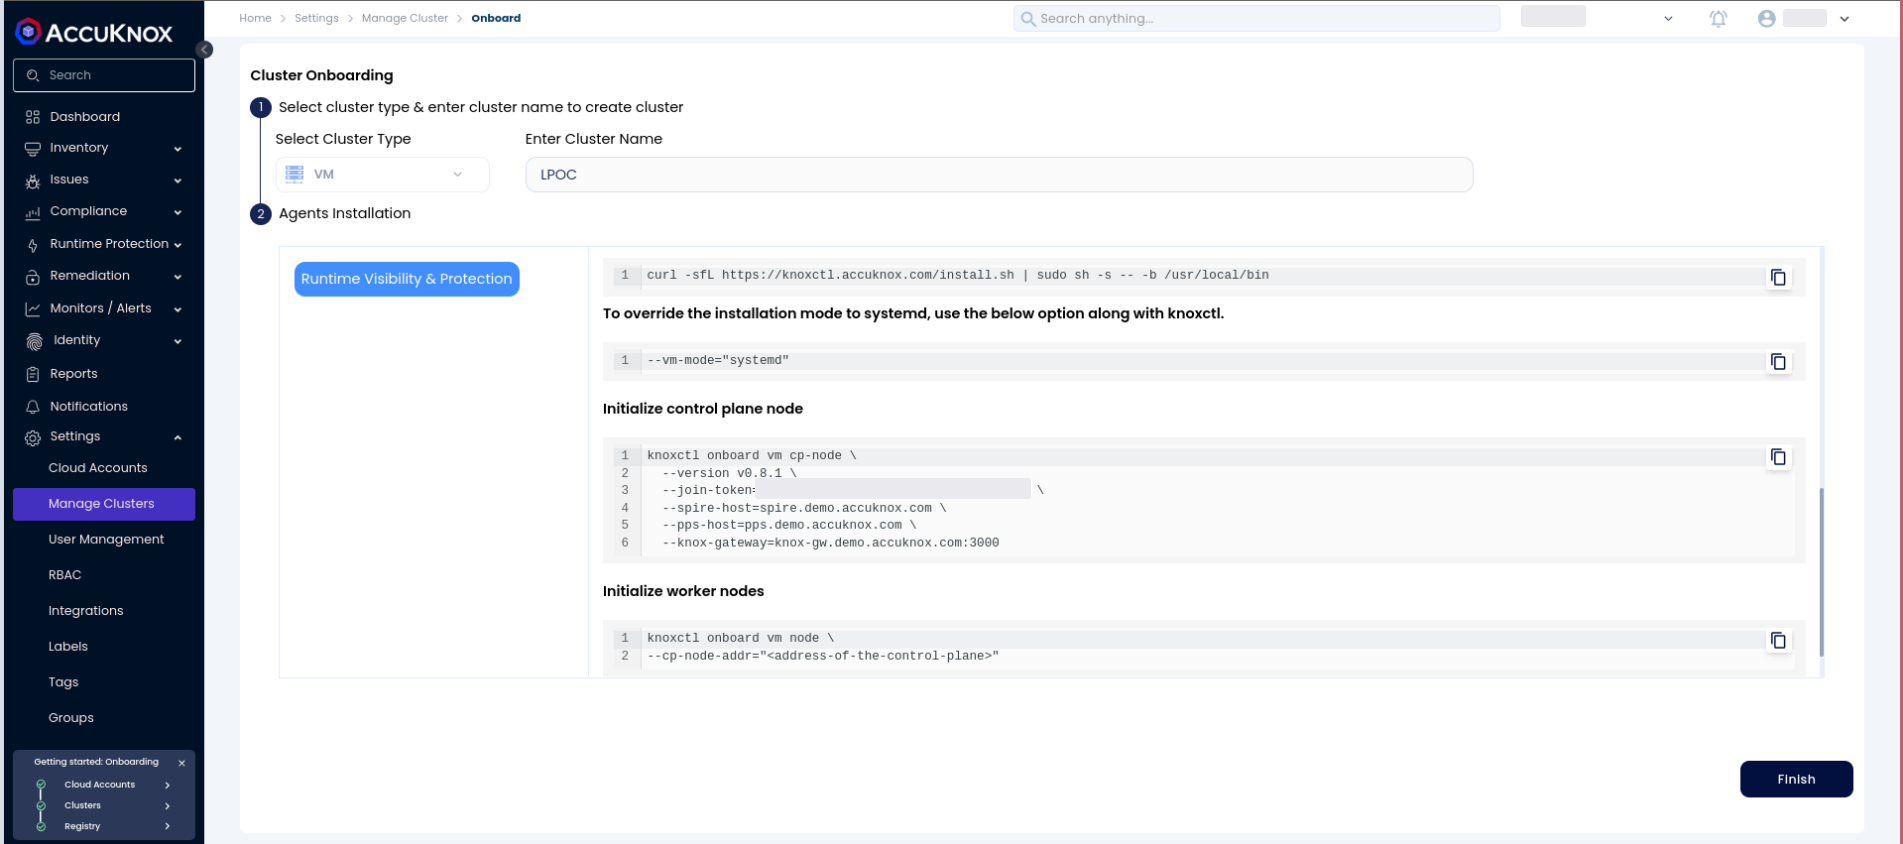 ACCUKNOX
Search
Dashboard
Inventory
Issues
Compliance
Runtime Protection
Remediation
Monitors / Alerts
Identity
Reports
Notifications
Settings
Cloud Accounts
Manage Clusters
User Management
RBAC
Integrations
Labels
Tags
Groups
Getting started: Onboarding
Cloud Accounts
Clusters
Registry
Home > Settings > Manage Cluster > Onboard
Search anything...
Cluster Onboarding
1 Select cluster type & enter cluster name to create cluster
Select Cluster Type
VM
Enter Cluster Name
LPOC
2 Agents Installation
Runtime Visibility & Protection
1 curl -sfL https://knoxctl.accuknox.com/install.sh | sudo sh -s -- -b /usr/local/bin
To override the installation mode to systemd, use the below option along with knoxctl.
1 --vm-mode="systemd"
Initialize control plane node
1 knoxctl onboard vm cp-node \
2 --version v0.8.1 \
3 --join-token= \
4 --spire-host=spire.demo.accuknox.com \
5 --pps-host=pps.demo.accuknox.com \
6 --knox-gateway=knox-gw.demo.accuknox.com:3000
Initialize worker nodes
1 knoxctl onboard vm node \
2 --cp-node-addr="<address-of-the-control-plane>"
Finish